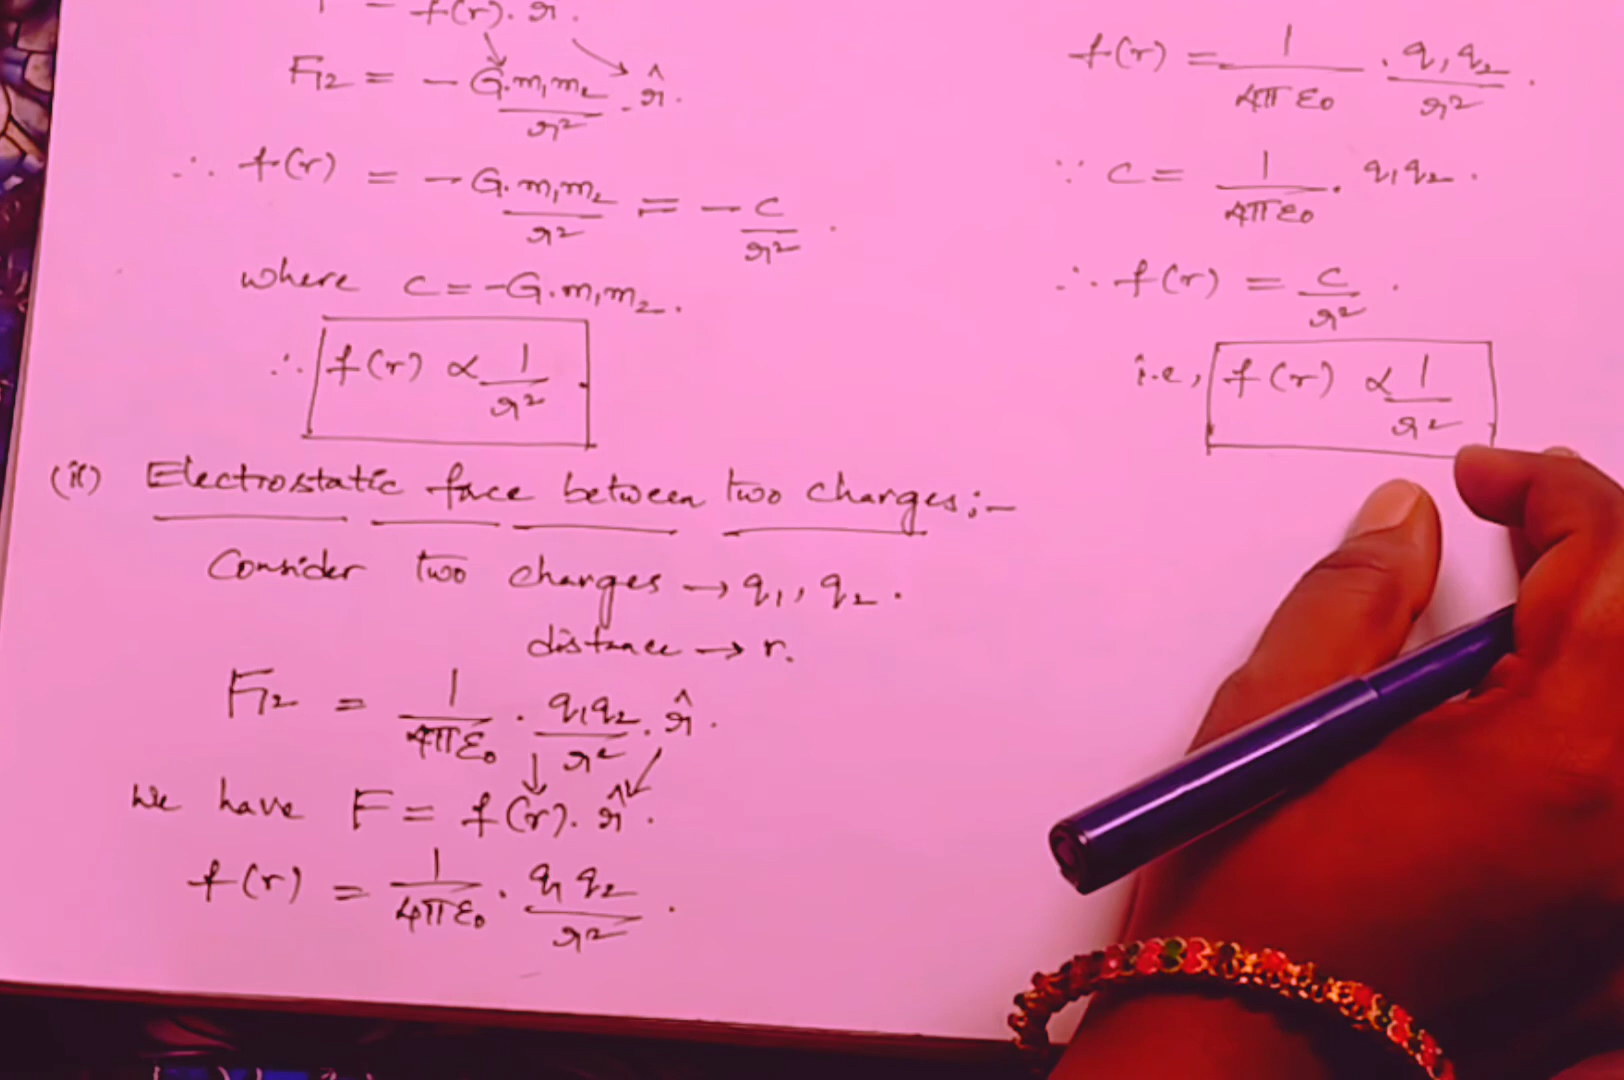 = f(r). r.
F12 = - G.m1m2/r² . r̂.
∴ f(r) = - G.m1m2/r² = - c/r² .
where c = -G.m1m2.
∴ f(r) ∝ 1/r²
(ii) Electrostatic force between two charges:-
Consider two charges → q1, q2.
distance → r.
F12 = 1/4πε0 . q1q2/r² . r̂.
We have F = f(r). r̂.
f(r) = 1/4πε0 . q1 q2/r² .
f(r) = 1/4πε0 . q1q2/r² .
∵ c = 1/4πε0 . q1q2 .
∴ f(r) = c/r² .
i.e, f(r) ∝ 1/r²